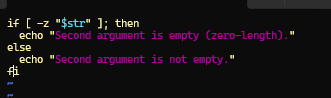 if [ -z "$str" ]; then
  echo "Second argument is empty (zero-length)."
else
  echo "Second argument is not empty."
fi
~
~